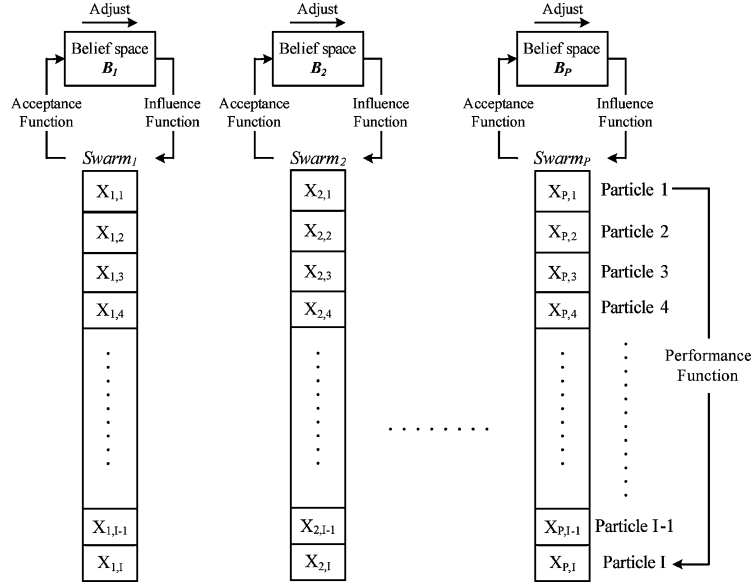 Adjust
Adjust
Adjust
Belief space
B1
Belief space
B2
Belief space
BP
Acceptance
Function
Influence
Function
Acceptance
Function
Influence
Function
Acceptance
Function
Influence
Function
Swarm1
Swarm2
SwarmP
X1,1
X2,1
XP,1
Particle 1
X1,2
X2,2
XP,2
Particle 2
X1,3
X2,3
XP,3
Particle 3
X1,4
X2,4
XP,4
Particle 4
Performance
Function
X1,I-1
X2,I-1
XP,I-1
Particle I-1
X1,I
X2,I
XP,I
Particle I